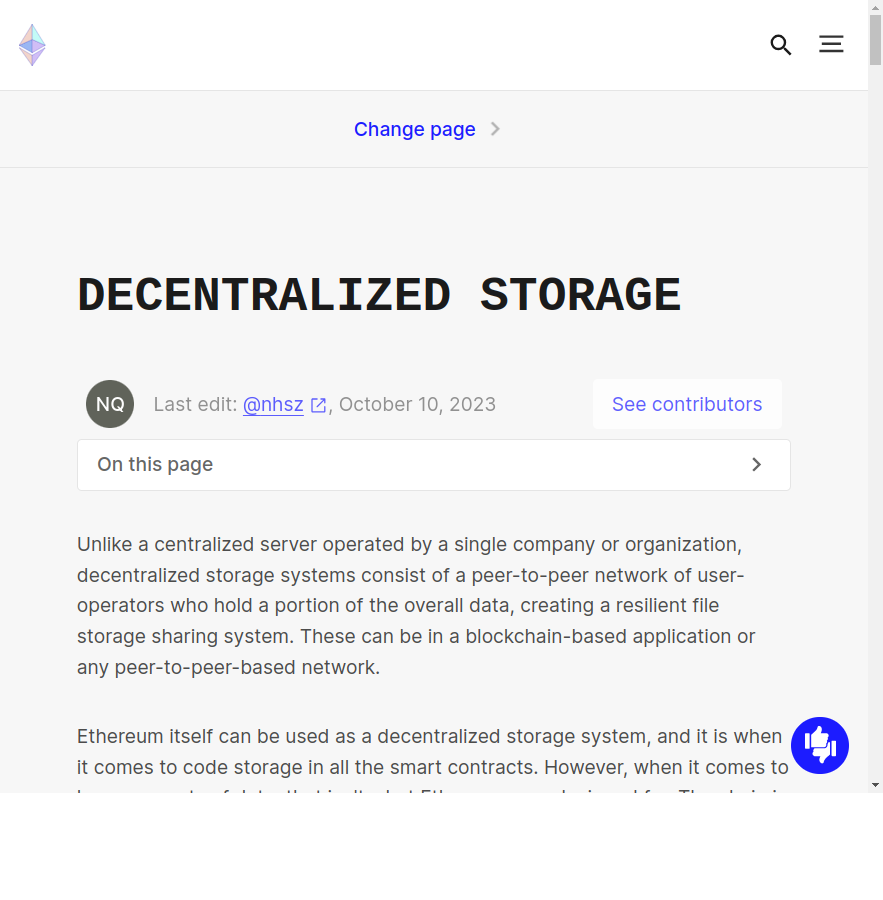 Change page
DECENTRALIZED STORAGE
NQ Last edit: @nhsz, October 10, 2023 See contributors
On this page
Unlike a centralized server operated by a single company or organization,
decentralized storage systems consist of a peer-to-peer network of user-
operators who hold a portion of the overall data, creating a resilient file
storage sharing system. These can be in a blockchain-based application or
any peer-to-peer-based network.
Ethereum itself can be used as a decentralized storage system, and it is when
it comes to code storage in all the smart contracts. However, when it comes to